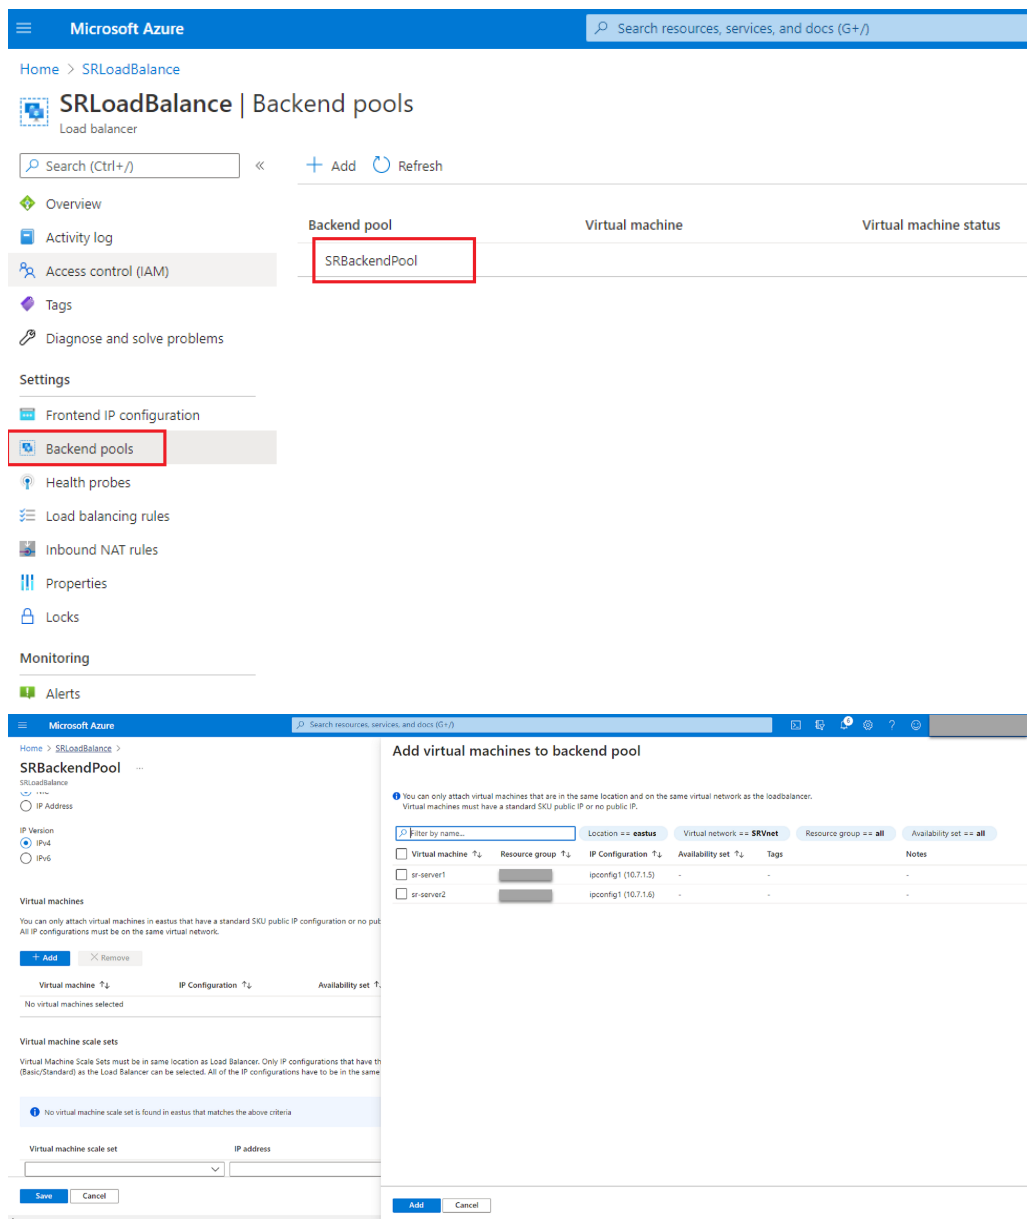 Microsoft Azure
Search resources, services, and docs (G+/)
Home > SRLoadBalance
SRLoadBalance | Backend pools
Load balancer
Search (Ctrl+/)
«
+ Add
Refresh
Overview
Activity log
Access control (IAM)
Tags
Diagnose and solve problems
Settings
Frontend IP configuration
Backend pools
Health probes
Load balancing rules
Inbound NAT rules
Properties
Locks
Monitoring
Alerts
Backend pool Virtual machine Virtual machine status
SRBackendPool
Microsoft Azure
Search resources, services, and docs (G+/)
6
?
Home > SRLoadBalance >
SRBackendPool ...
SRLoadBalance
IP Address
IP Version
IPv4
IPv6
Virtual machines
You can only attach virtual machines in eastus that have a standard SKU public IP configuration or no pub
All IP configurations must be on the same virtual network.
+ Add × Remove
Virtual machine ↑↓ IP Configuration ↑↓ Availability set ↑
No virtual machines selected
Virtual machine scale sets
Virtual Machine Scale Sets must be in same location as Load Balancer. Only IP configurations that have th
(Basic/Standard) as the Load Balancer can be selected. All of the IP configurations have to be in the same
No virtual machine scale set is found in eastus that matches the above criteria
Virtual machine scale set IP address
Save Cancel
Add virtual machines to backend pool
You can only attach virtual machines that are in the same location and on the same virtual network as the loadbalancer.
Virtual machines must have a standard SKU public IP or no public IP.
Filter by name...
Location == eastus
Virtual network == SRVnet
Resource group == all
Availability set == all
Virtual machine ↑↓ Resource group ↑↓ IP Configuration ↑↓ Availability set ↑↓ Tags Notes
sr-server1 ipconfig1 (10.7.1.5) - - -
sr-server2 ipconfig1 (10.7.1.6) - - -
Add Cancel